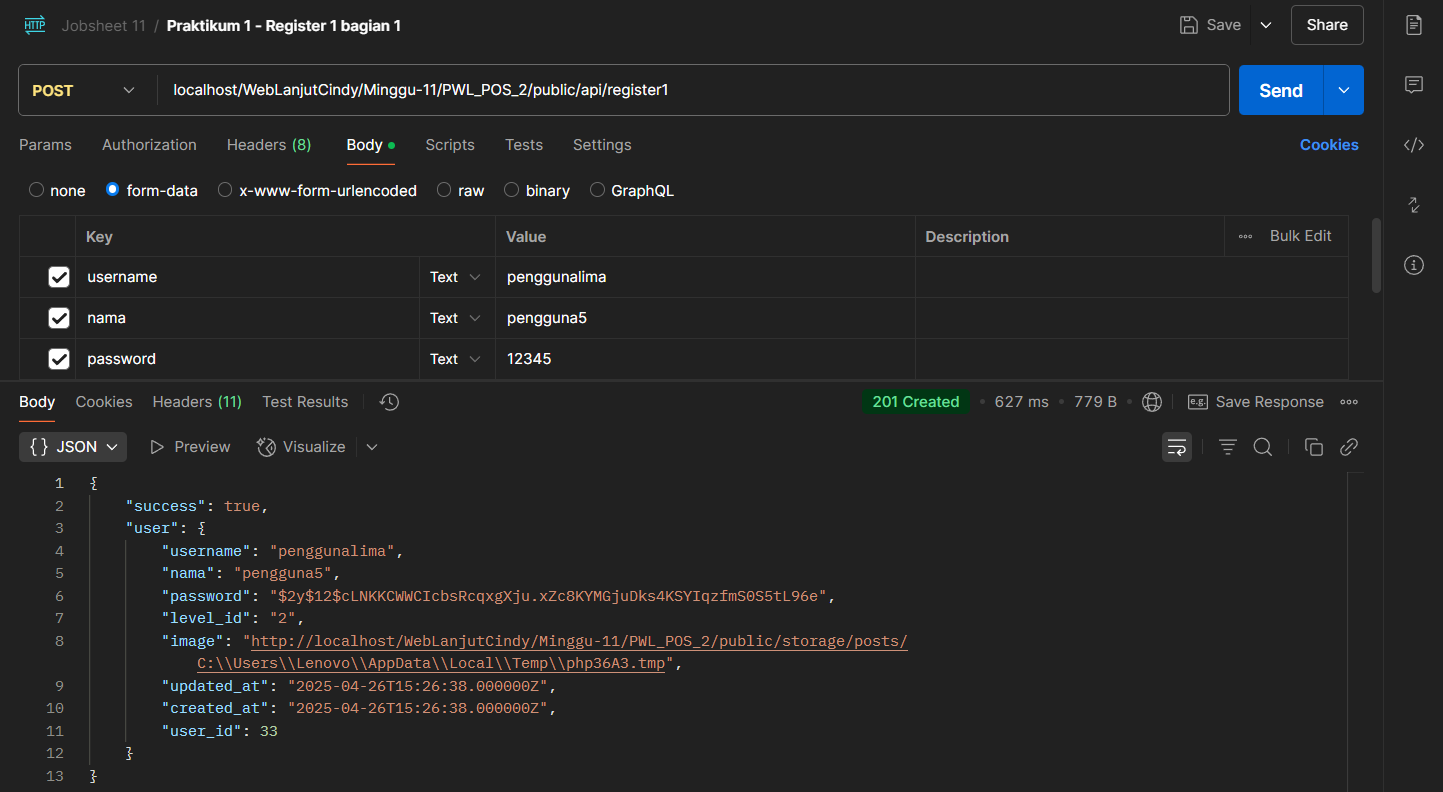 HTTP Jobsheet 11 / Praktikum 1 - Register 1 bagian 1 Save Share
POST localhost/WebLanjutCindy/Minggu-11/PWL_POS_2/public/api/register1 Send
Params Authorization Headers (8) Body Scripts Tests Settings Cookies
none form-data x-www-form-urlencoded raw binary GraphQL
Key Value Description Bulk Edit
username Text penggunalima
nama Text pengguna5
password Text 12345
Body Cookies Headers (11) Test Results 201 Created 627 ms 779 B e.g. Save Response
{} JSON Preview Visualize
1 {
2 "success": true,
3 "user": {
4 "username": "penggunalima",
5 "nama": "pengguna5",
6 "password": "$2y$12$cLNKKCWWCIcbsRcqxgXju.xZc8KYMGjuDks4KSYIqzfmS0S5tL96e",
7 "level_id": "2",
8 "image": "http://localhost/WebLanjutCindy/Minggu-11/PWL_POS_2/public/storage/posts/
C:\\Users\\Lenovo\\AppData\\Local\\Temp\\php36A3.tmp",
9 "updated_at": "2025-04-26T15:26:38.000000Z",
10 "created_at": "2025-04-26T15:26:38.000000Z",
11 "user_id": 33
12 }
13 }